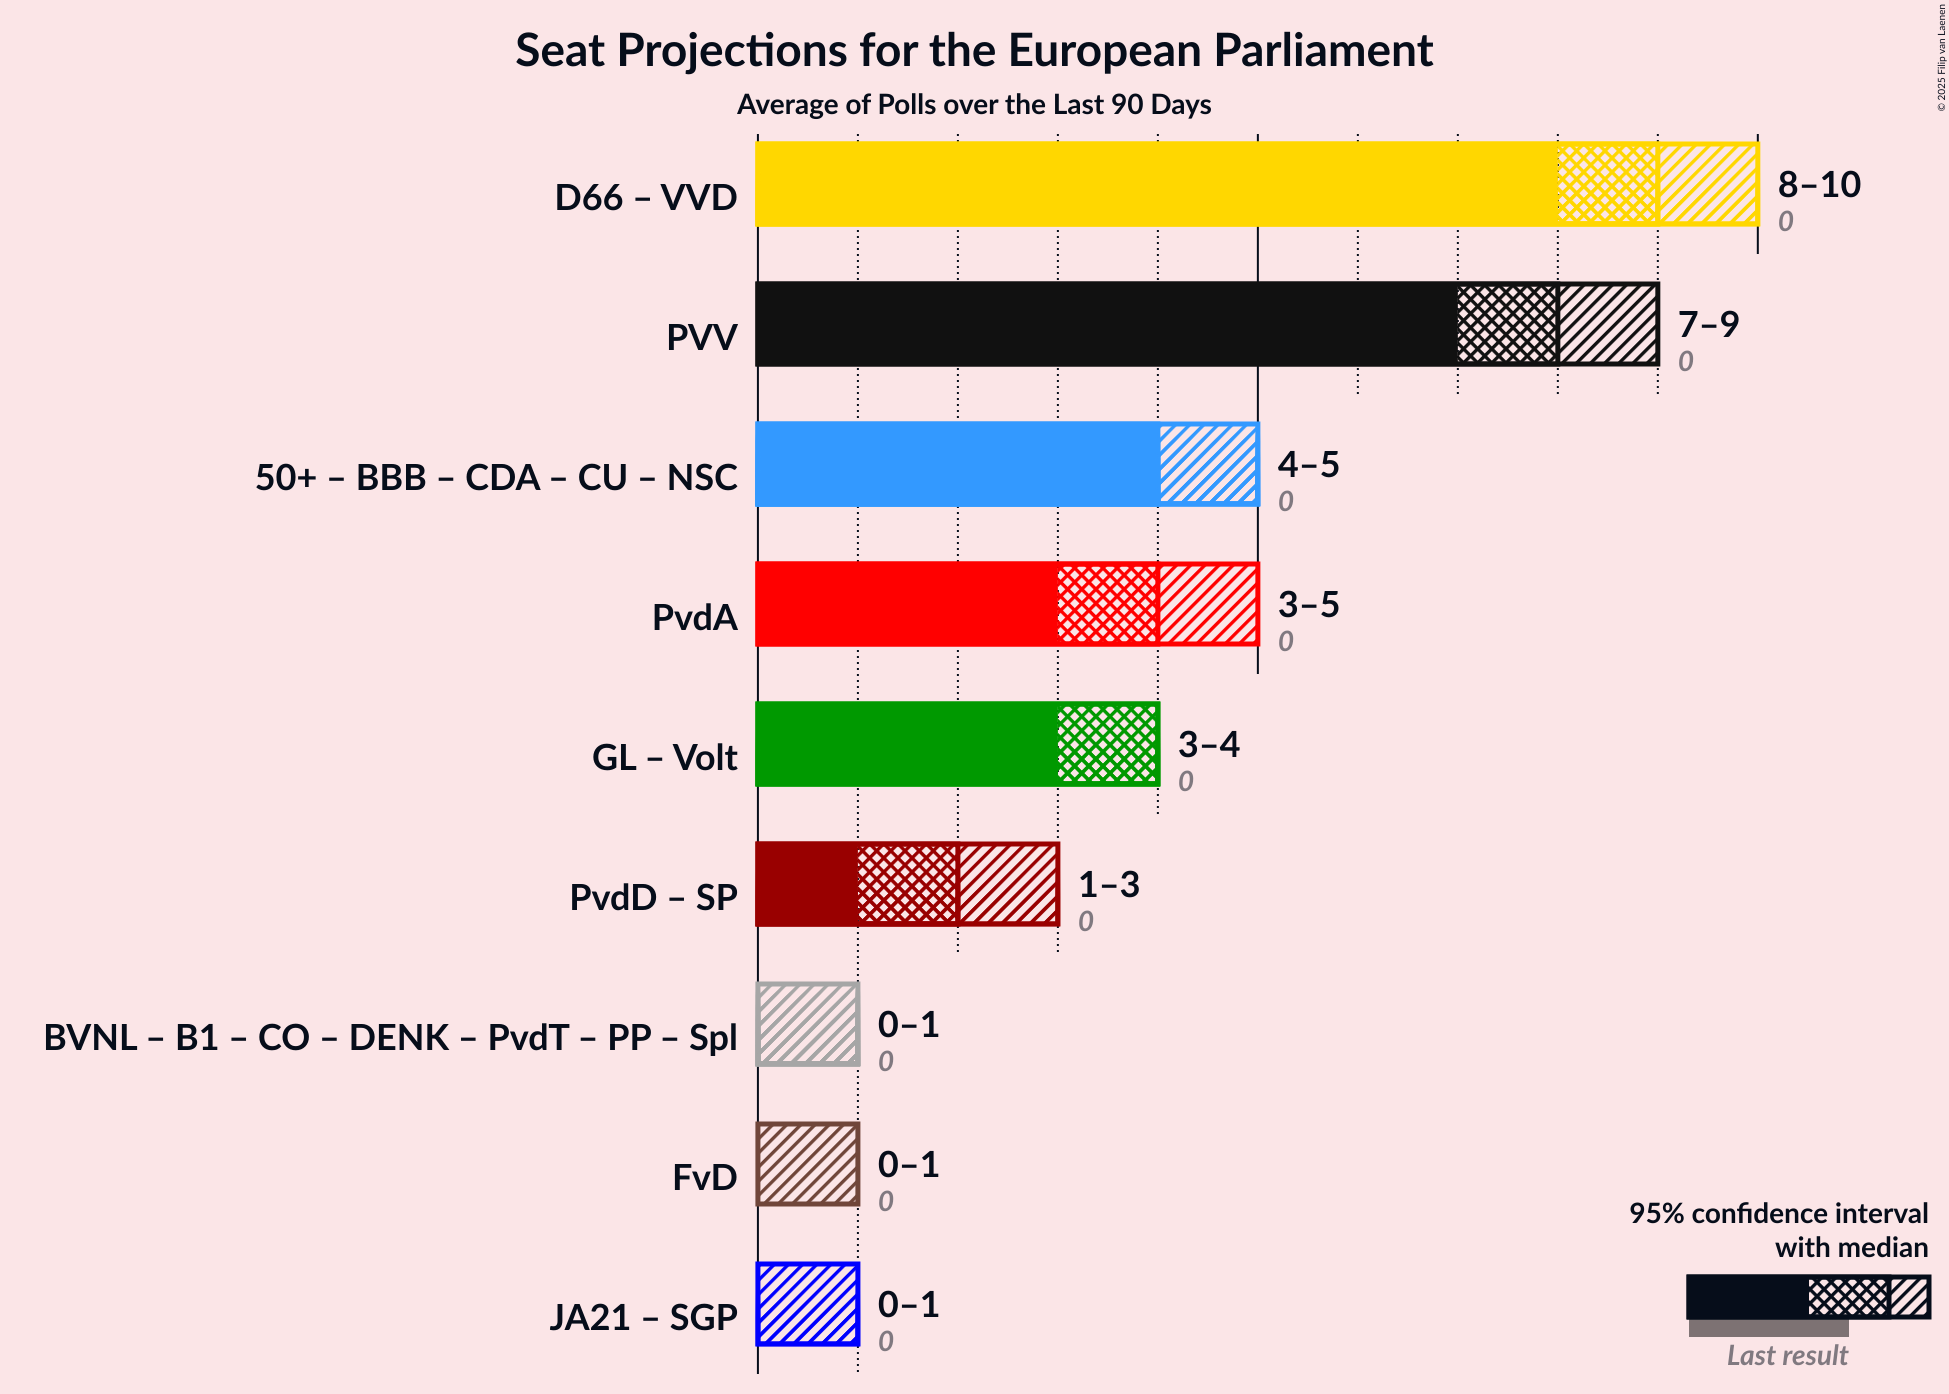 Seat Projections for the European Parliament
Average of Polls over the Last 90 Days
© 2025 Filip van Laenen
D66 – VVD
8–10
0
PVV
7–9
0
50+ – BBB – CDA – CU – NSC
4–5
0
PvdA
3–5
0
GL – Volt
3–4
0
PvdD – SP
1–3
0
BVNL – B1 – CO – DENK – PvdT – PP – Spl
0–1
0
FvD
0–1
0
JA21 – SGP
0–1
0
95% confidence interval
with median
Last result